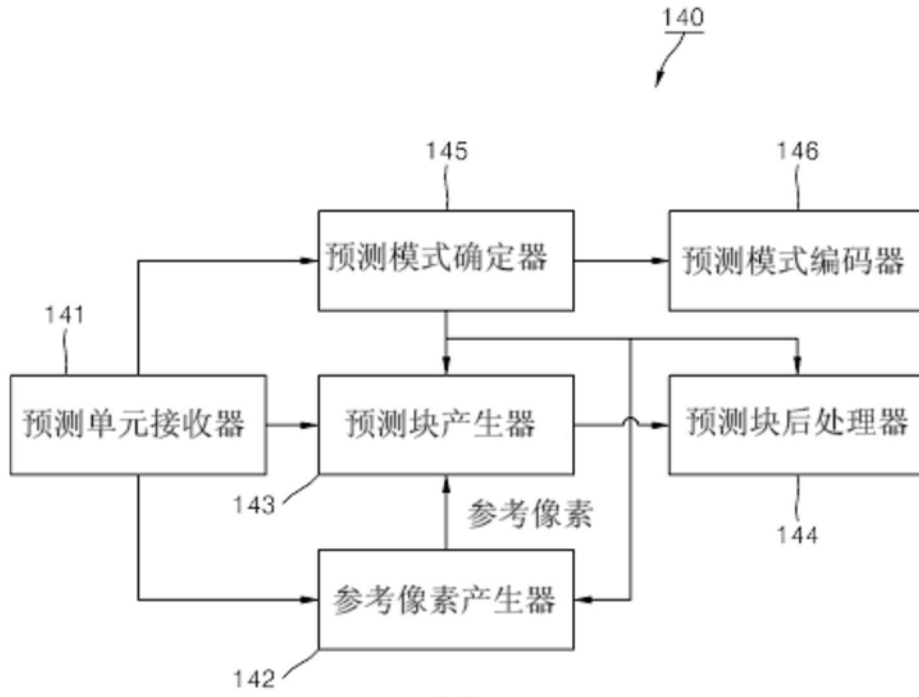 140
145
146
预测模式确定器
预测模式编码器
141
预测单元接收器
预测块产生器
预测块后处理器
143
参考像素
144
参考像素产生器
142